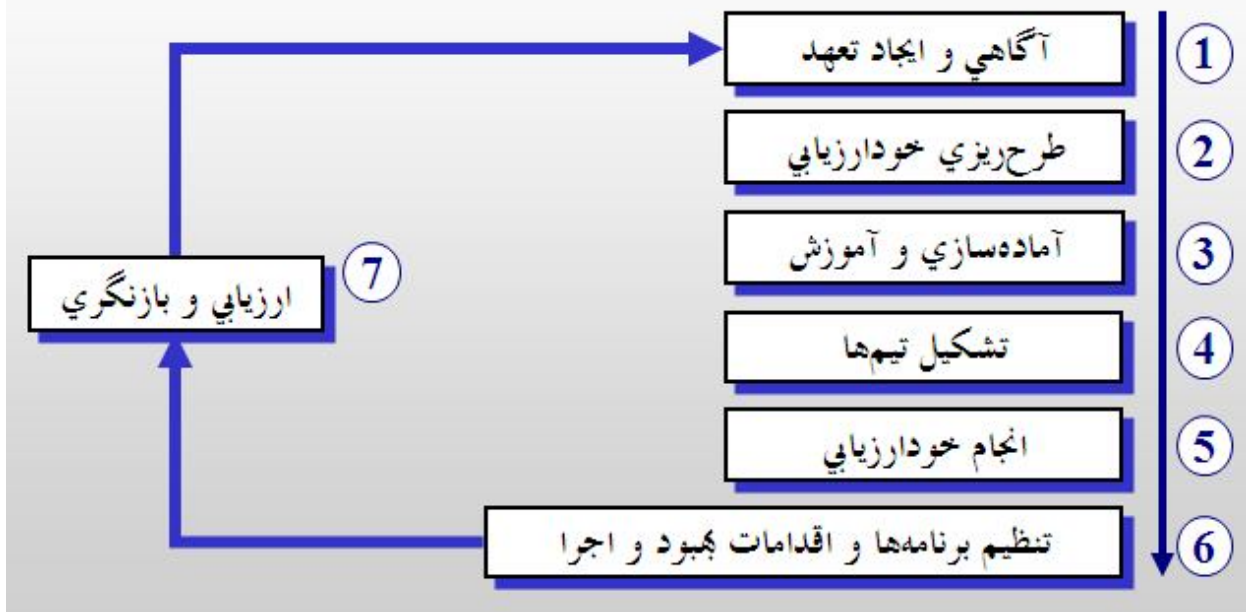 آگاهي و ايجاد تعهد
1
طرح‌ريزي خودارزيابي
2
آماده‌سازي و آموزش
3
تشکيل تيم‌ها
4
انجام خودارزيابي
5
تنظيم برنامه‌ها و اقدامات بهبود و اجرا
6
ارزيابي و بازنگري
7